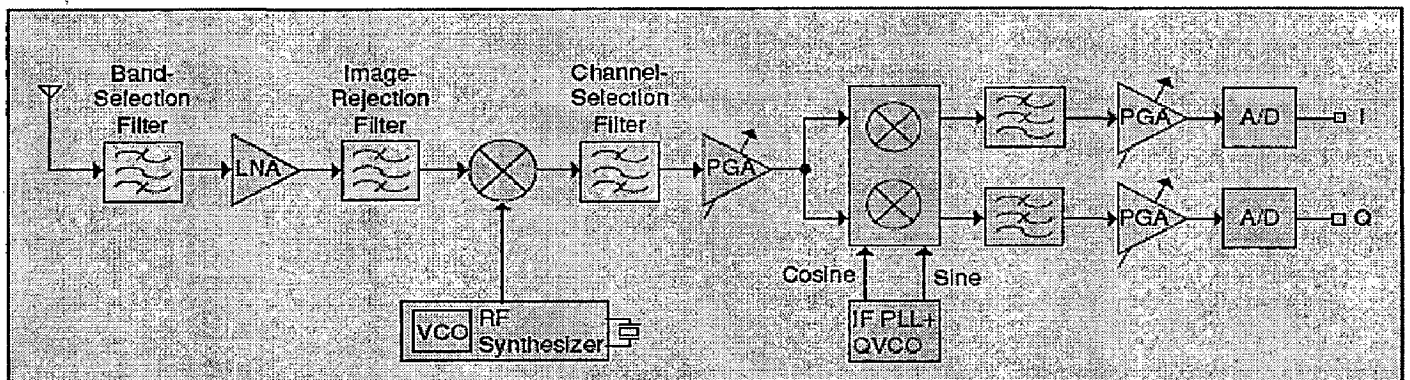 Band-
Selection
Filter
Image-
Rejection
Filter
Channel-
Selection
Filter
LNA
PGA
PGA
A/D
I
PGA
A/D
Q
Cosine
Sine
VCO
RF
Synthesizer
IF PLL+
QVCO